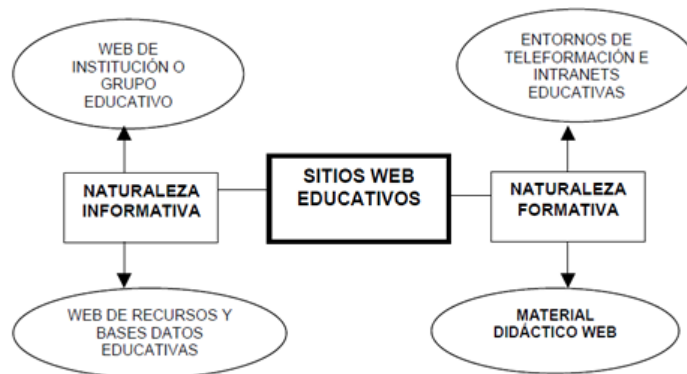 WEB DE
INSTITUCIÓN O
GRUPO
EDUCATIVO
ENTORNOS DE
TELEFORMACIÓN E
INTRANETS
EDUCATIVAS
NATURALEZA
INFORMATIVA
SITIOS WEB
EDUCATIVOS
NATURALEZA
FORMATIVA
WEB DE RECURSOS Y
BASES DATOS
EDUCATIVAS
MATERIAL
DIDÁCTICO WEB